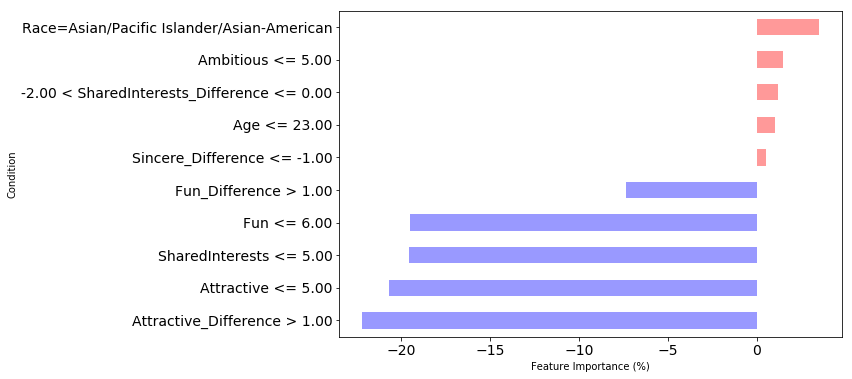 Race=Asian/Pacific Islander/Asian-American
Ambitious <= 5.00
-2.00 < SharedInterests_Difference <= 0.00
Age <= 23.00
Sincere_Difference <= -1.00
Fun_Difference > 1.00
Fun <= 6.00
SharedInterests <= 5.00
Attractive <= 5.00
Attractive_Difference > 1.00
Condition
−20 −15 −10 −5 0
Feature Importance (%)